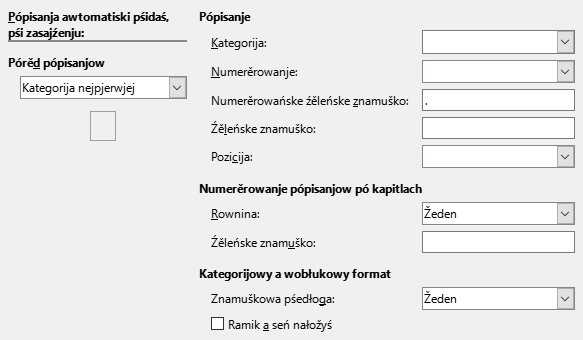 Pópisanja awtomatiski pśidaś,
pśi zasajźenju:
Pórěd pópisanjow
Kategorija nejpjerwjej
Pópisanje
Kategorija:
Numerěrowanje:
Numerěrowańske źěleńske znamuško: .
Źěleńske znamuško:
Pozicija:
Numerěrowanje pópisanjow pó kapitlach
Rownina: Žeden
Źěleńske znamuško:
Kategorijowy a wobłukowy format
Znamuškowa pśedłoga: Žeden
Ramik a seń nałožyś